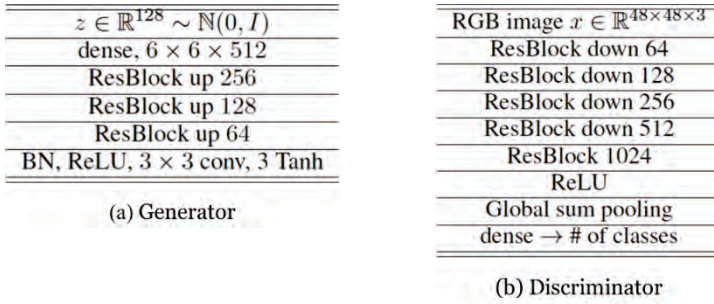 z ∈ ℝ^128 ∼ ℕ(0, I)
dense, 6 × 6 × 512
ResBlock up 256
ResBlock up 128
ResBlock up 64
BN, ReLU, 3 × 3 conv, 3 Tanh
(a) Generator
RGB image x ∈ ℝ^48×48×3
ResBlock down 64
ResBlock down 128
ResBlock down 256
ResBlock down 512
ResBlock 1024
ReLU
Global sum pooling
dense → # of classes
(b) Discriminator